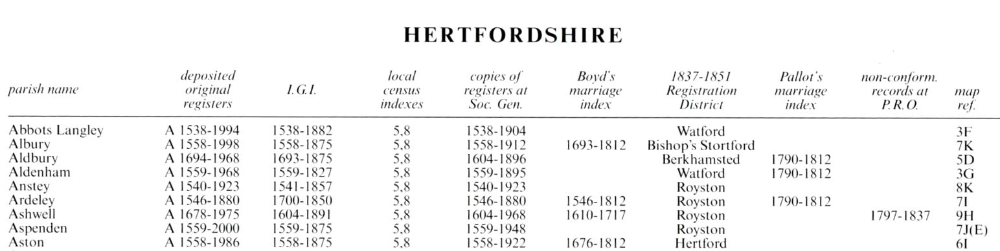 HERTFORDSHIRE
parish name deposited original registers I.G.I. local census indexes copies of registers at Soc. Gen. Boyd's marriage index 1837-1851 Registration District Pallot's marriage index non-conform. records at P.R.O. map ref.
Abbots Langley A 1538-1994 1538-1882 5,8 1538-1904 Watford 3F
Albury A 1558-1998 1558-1875 5,8 1558-1912 1693-1812 Bishop's Stortford 7K
Aldbury A 1694-1968 1693-1875 5,8 1604-1896 Berkhamsted 1790-1812 5D
Aldenham A 1559-1968 1559-1827 5,8 1559-1895 Watford 1790-1812 3G
Anstey A 1540-1923 1541-1857 5,8 1540-1923 Royston 8K
Ardeley A 1546-1880 1700-1850 5,8 1546-1880 1546-1812 Royston 1790-1812 7I
Ashwell A 1678-1975 1604-1891 5,8 1604-1968 1610-1717 Royston 1797-1837 9H
Aspenden A 1559-2000 1559-1875 5,8 1559-1948 Royston 7J(E)
Aston A 1558-1986 1558-1875 5,8 1558-1922 1676-1812 Hertford 6I